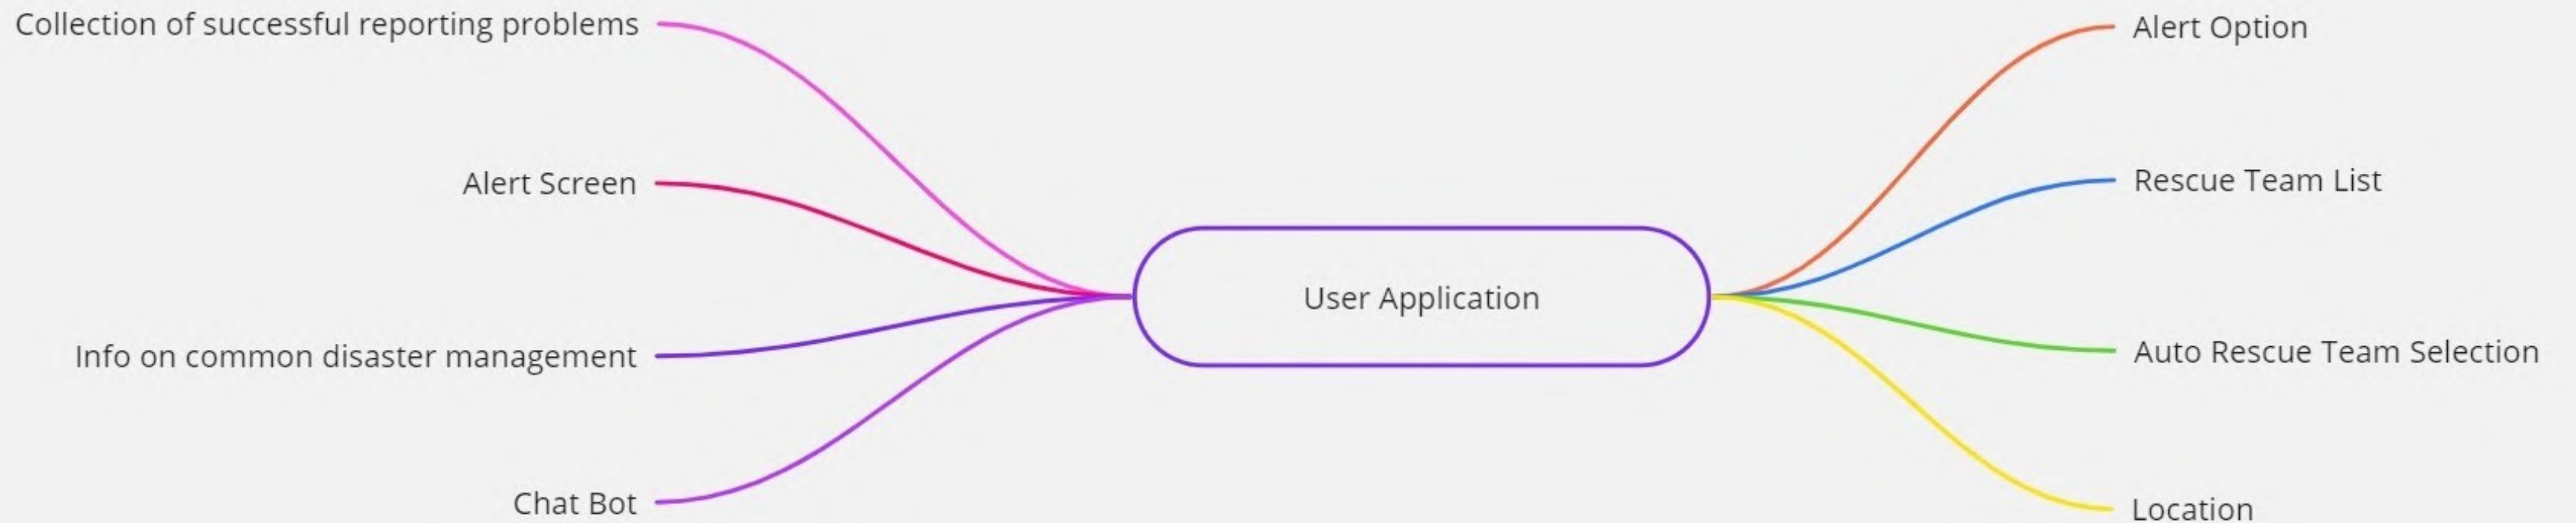 Collection of successful reporting problems
Alert Screen
Info on common disaster management
Chat Bot
User Application
Alert Option
Rescue Team List
Auto Rescue Team Selection
Location